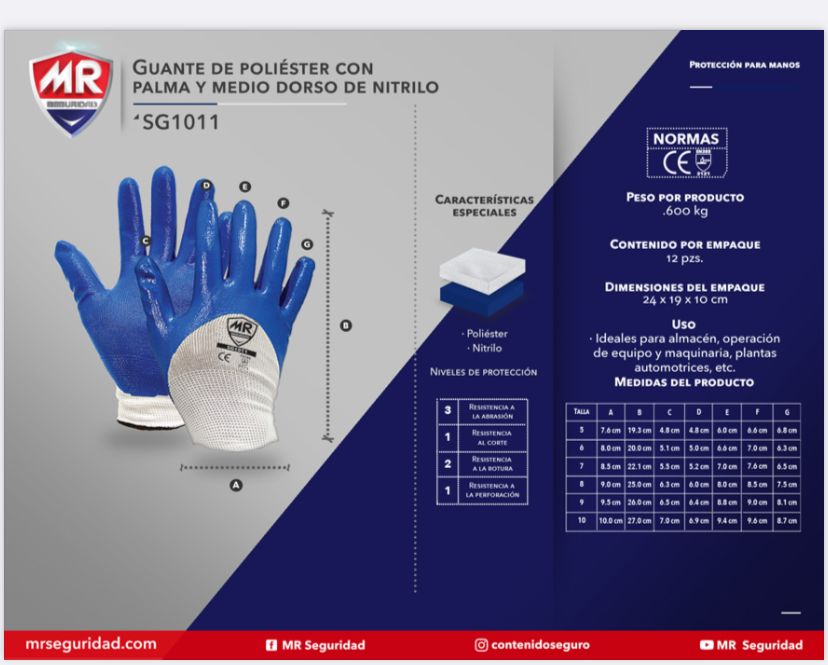 MR
SEGURIDAD
GUANTE DE POLIÉSTER CON
PALMA Y MEDIO DORSO DE NITRILO
SG1011
D
E
F
C
G
B
A
MR
SG1011
CE
CARACTERÍSTICAS
ESPECIALES
· Poliéster
· Nitrilo
NIVELES DE PROTECCIÓN
3 RESISTENCIA A
LA ABRASIÓN
1 RESISTENCIA
AL CORTE
2 RESISTENCIA
A LA ROTURA
1 RESISTENCIA A
LA PERFORACIÓN
PROTECCIÓN PARA MANOS
NORMAS
CE
3121
PESO POR PRODUCTO
.600 kg
CONTENIDO POR EMPAQUE
12 pzs.
DIMENSIONES DEL EMPAQUE
24 x 19 x 10 cm
USO
· Ideales para almacén, operación
de equipo y maquinaria, plantas
automotrices, etc.
MEDIDAS DEL PRODUCTO
TALLA A B C D E F G
5 7.6 cm 19.3 cm 4.8 cm 4.8 cm 6.0 cm 6.6 cm 6.8 cm
6 8.0 cm 20.0 cm 5.1 cm 5.0 cm 6.6 cm 7.0 cm 6.3 cm
7 8.5 cm 22.1 cm 5.5 cm 5.2 cm 7.0 cm 7.6 cm 6.5 cm
8 9.0 cm 25.0 cm 6.3 cm 6.0 cm 8.0 cm 8.5 cm 7.5 cm
9 9.5 cm 26.0 cm 6.5 cm 6.4 cm 8.8 cm 9.0 cm 8.1 cm
10 10.0 cm 27.0 cm 7.0 cm 6.9 cm 9.4 cm 9.6 cm 8.7 cm
mrseguridad.com
MR Seguridad
contenidoseguro
MR Seguridad